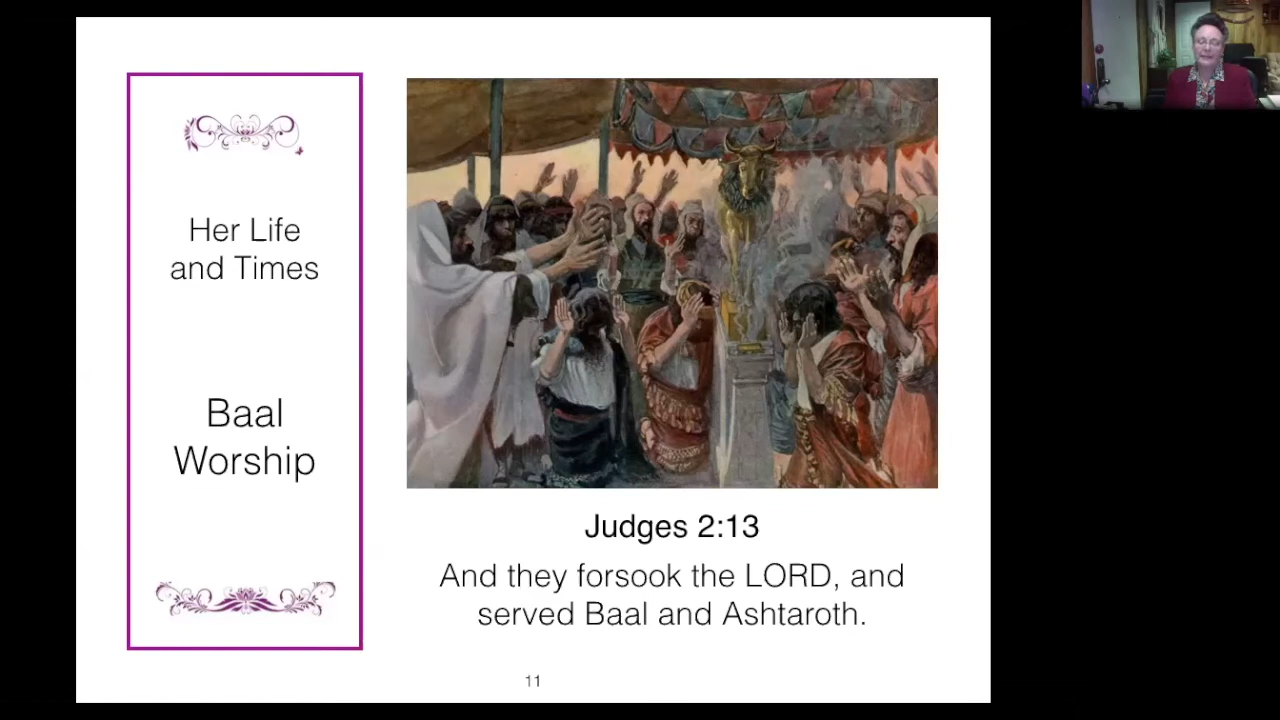 Her Life
and Times
Baal
Worship
Judges 2:13
And they forsook the LORD, and
served Baal and Ashtaroth.
11